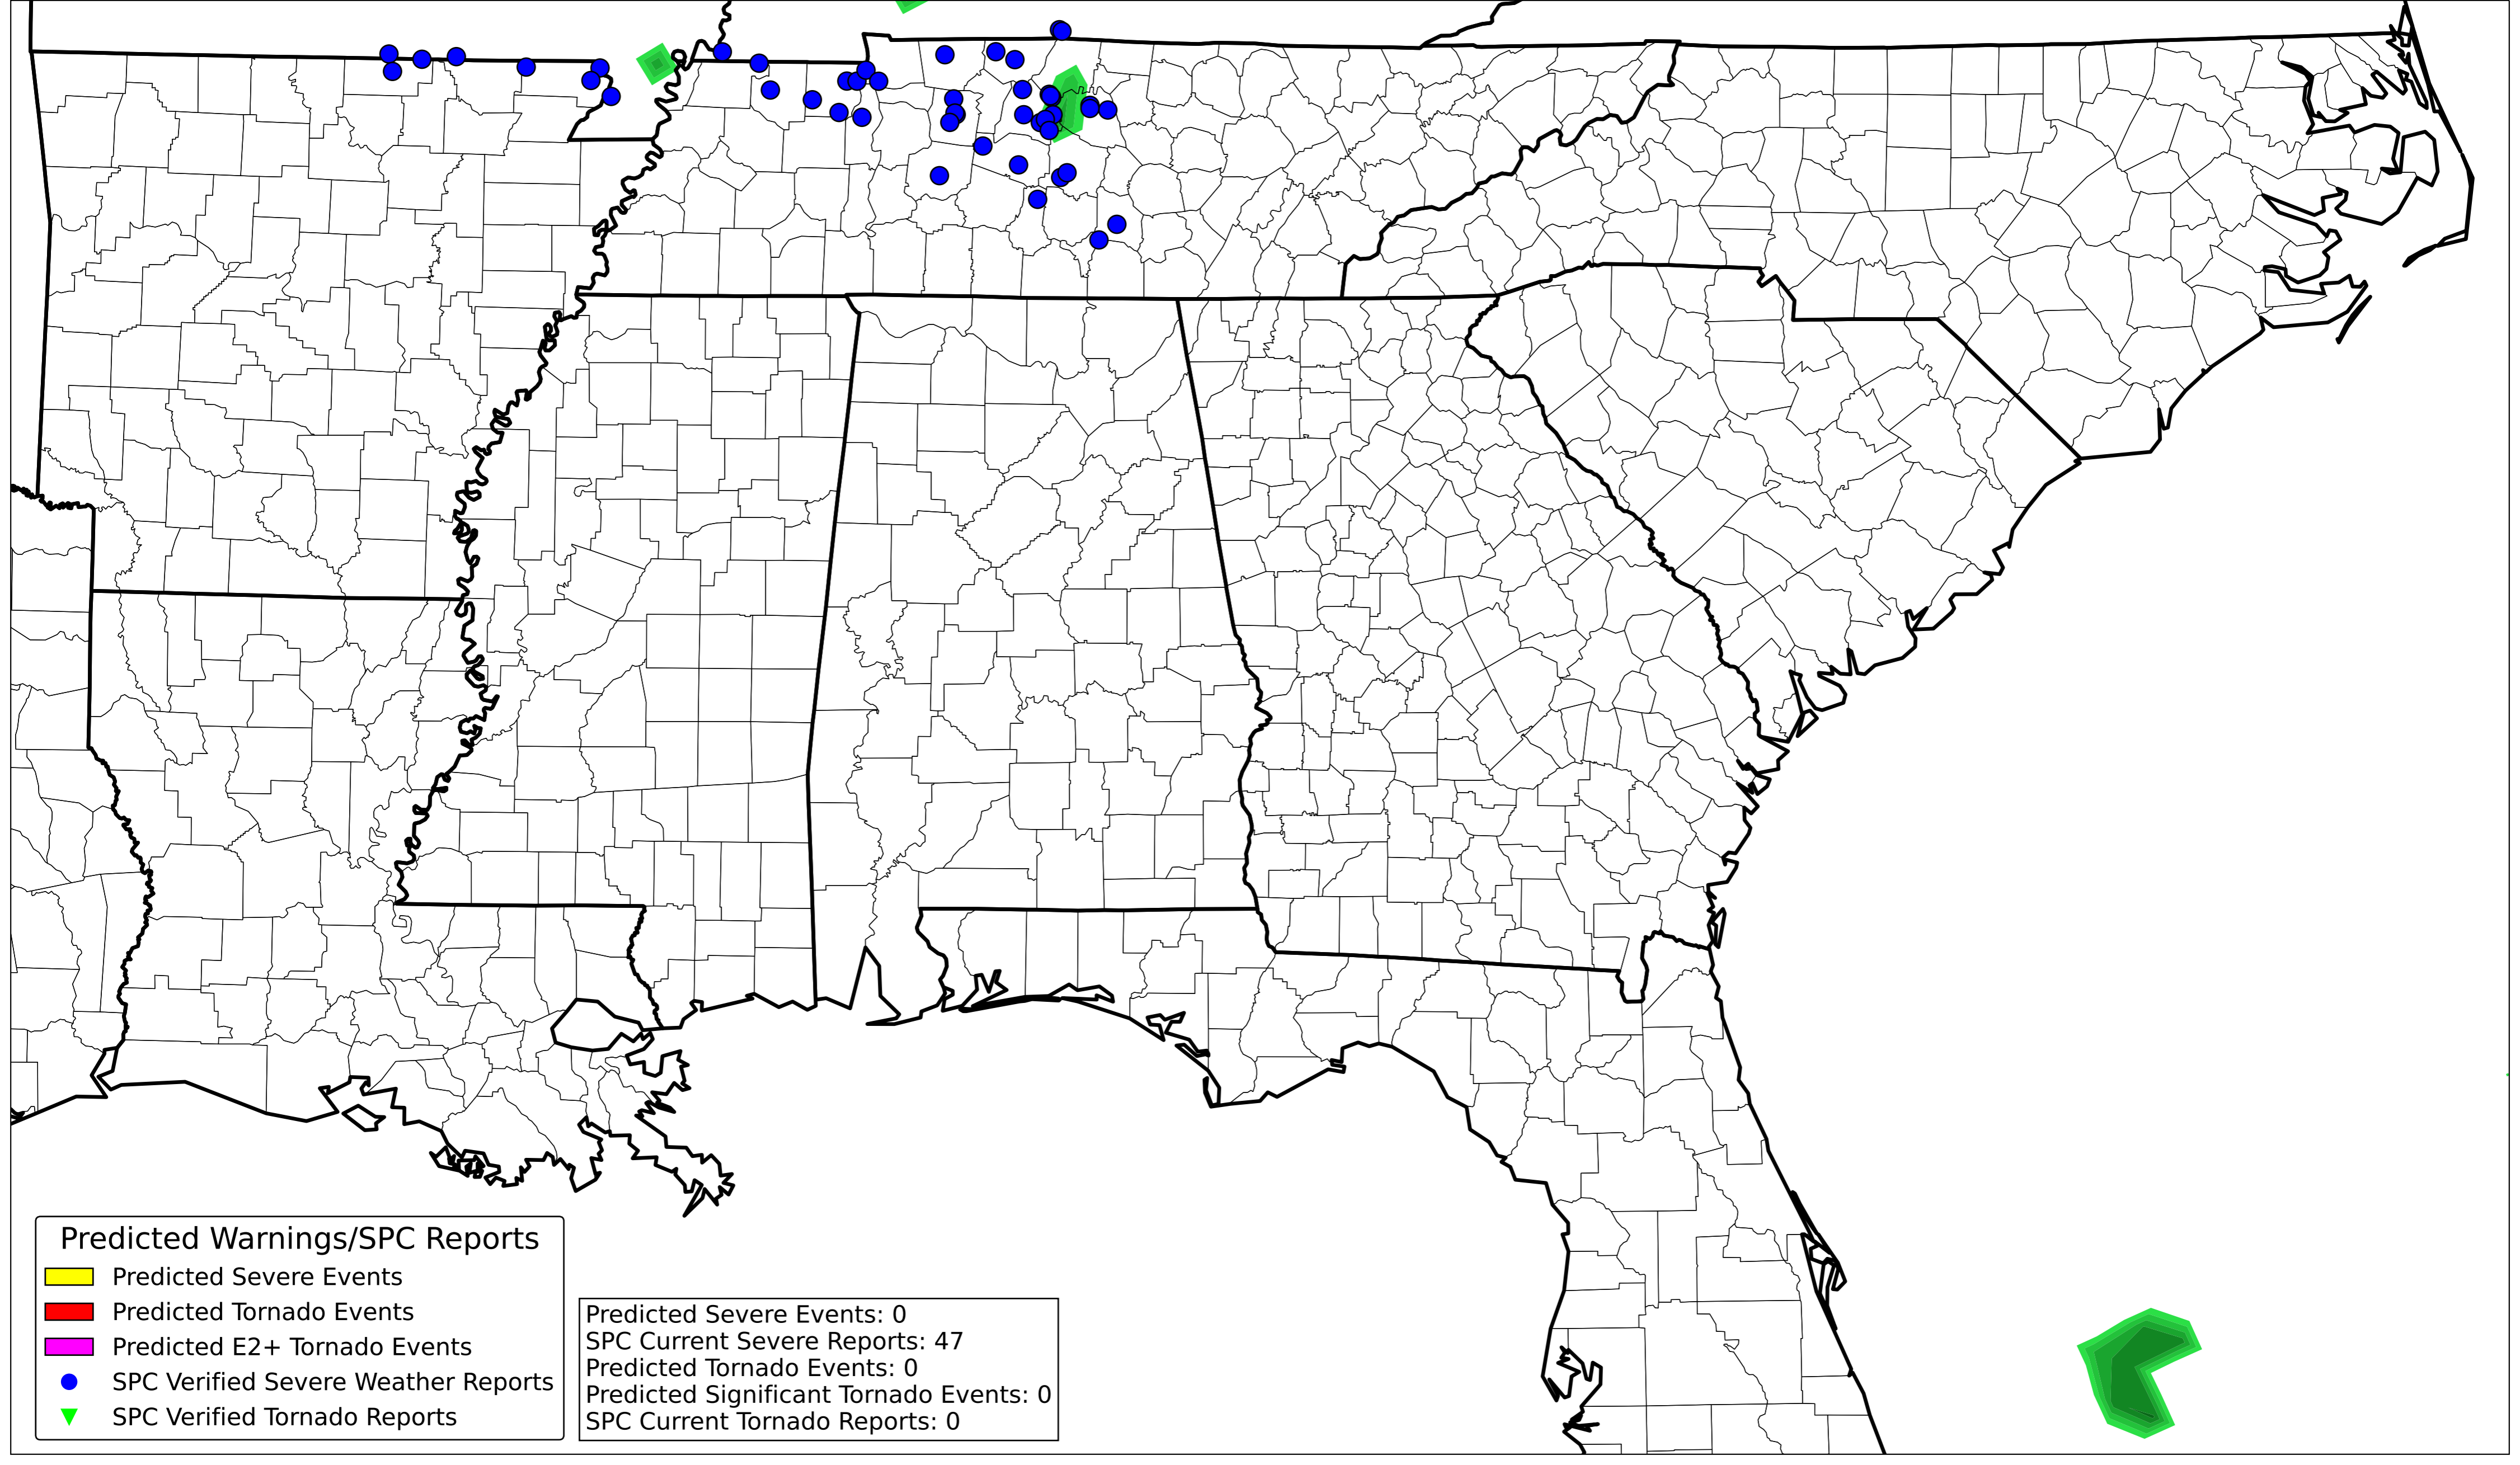 Predicted Warnings/SPC Reports
Predicted Severe Events
Predicted Tornado Events
Predicted E2+ Tornado Events
SPC Verified Severe Weather Reports
SPC Verified Tornado Reports
Predicted Severe Events: 0
SPC Current Severe Reports: 47
Predicted Tornado Events: 0
Predicted Significant Tornado Events: 0
SPC Current Tornado Reports: 0